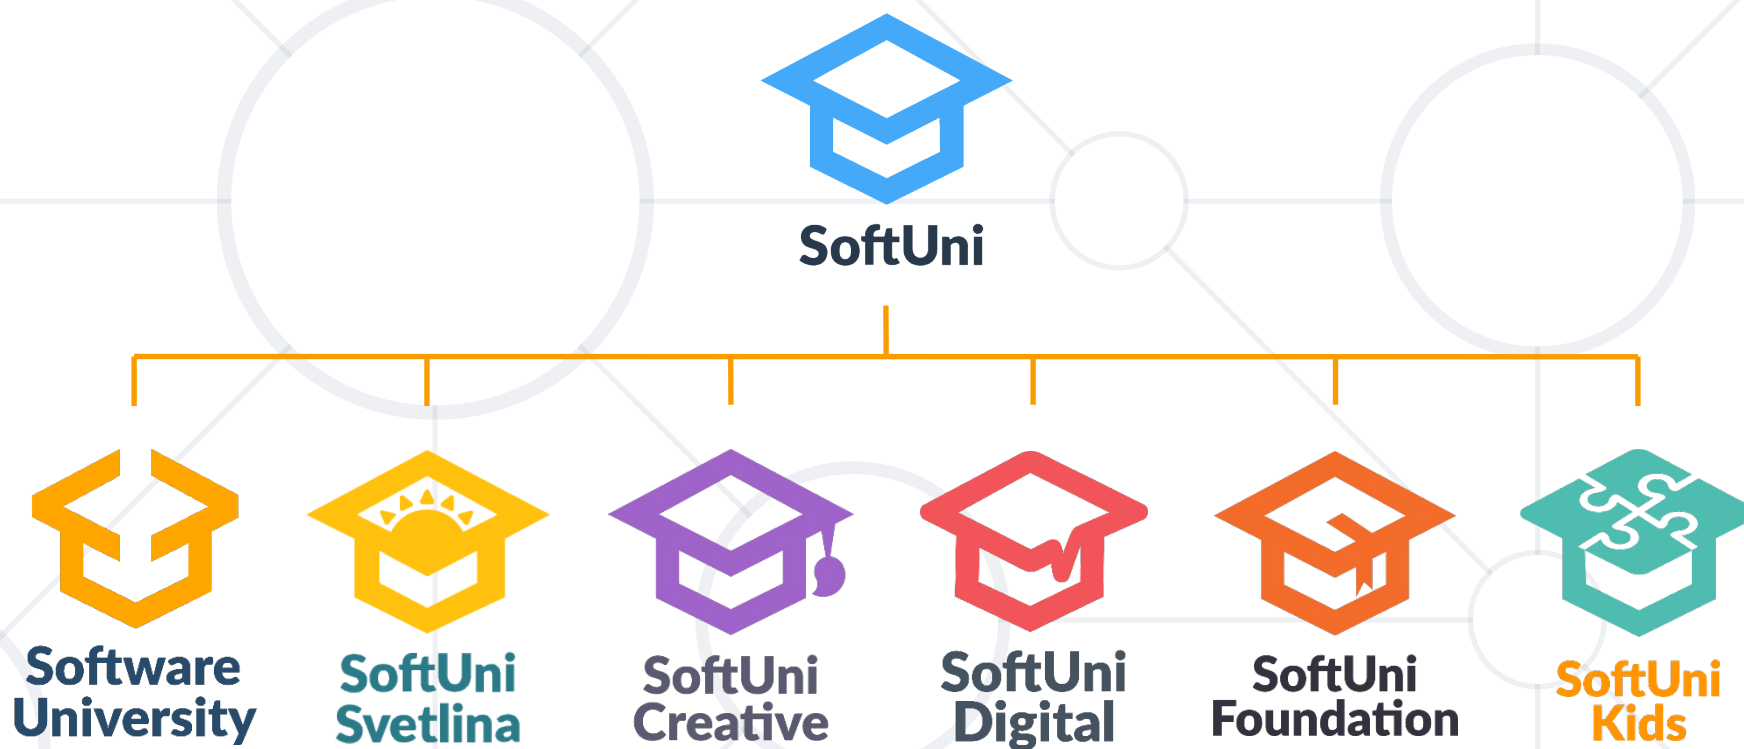 SoftUni
Software
University
SoftUni
Svetlina
SoftUni
Creative
SoftUni
Digital
SoftUni
Foundation
SoftUni
Kids